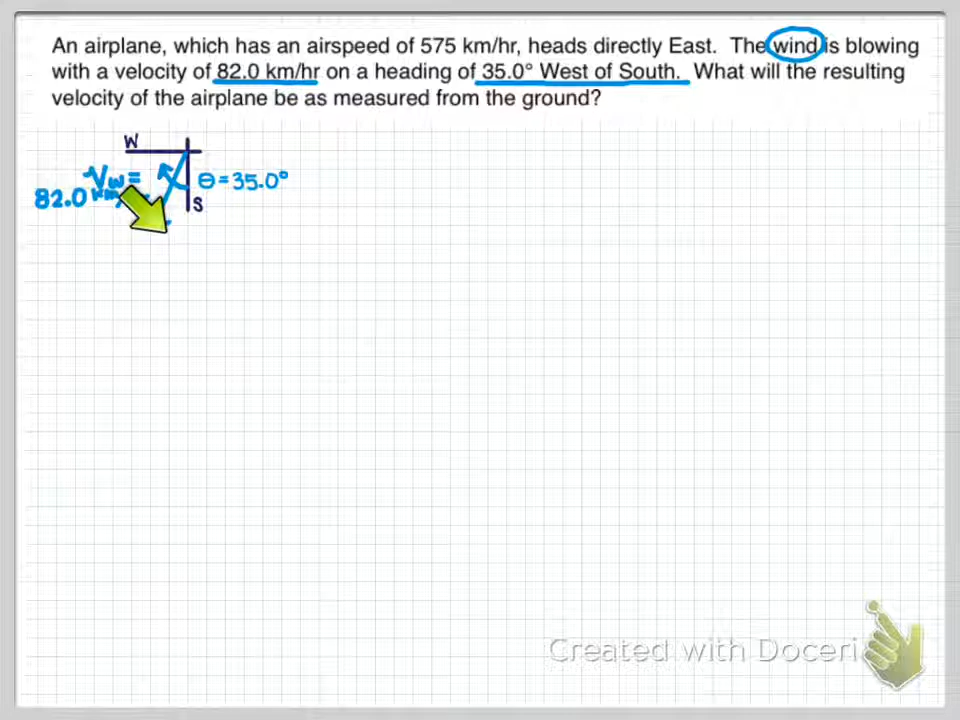 An airplane, which has an airspeed of 575 km/hr, heads directly East. The wind is blowing
with a velocity of 82.0 km/hr on a heading of 35.0° West of South. What will the resulting
velocity of the airplane be as measured from the ground?
W
Vw =
θ = 35.0°
82.0
S
Created with Doceri